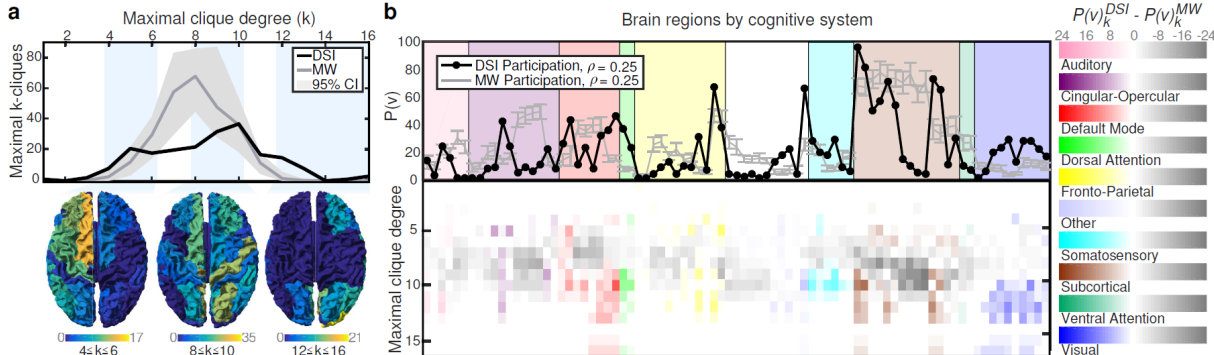 a
Maximal clique degree (k)
2 4 6 8 10 12 14 16
Maximal k-cliques
80
60
40
20
0
DSI
MW
95% CI
0 17
4≤k≤6
0 35
8≤k≤10
0 21
12≤k≤16
b
Brain regions by cognitive system
P(v)
100
80
60
40
20
0
DSI Participation, ρ = 0.25
MW Participation, ρ = 0.25
Maximal clique degree
5
10
15
P(v)ₖᴰˢᴵ - P(v)ₖᴹᵂ
24 16 8 0 -8 -16 -24
Auditory
Cingular-Opercular
Default Mode
Dorsal Attention
Fronto-Parietal
Other
Somatosensory
Subcortical
Ventral Attention
Visual